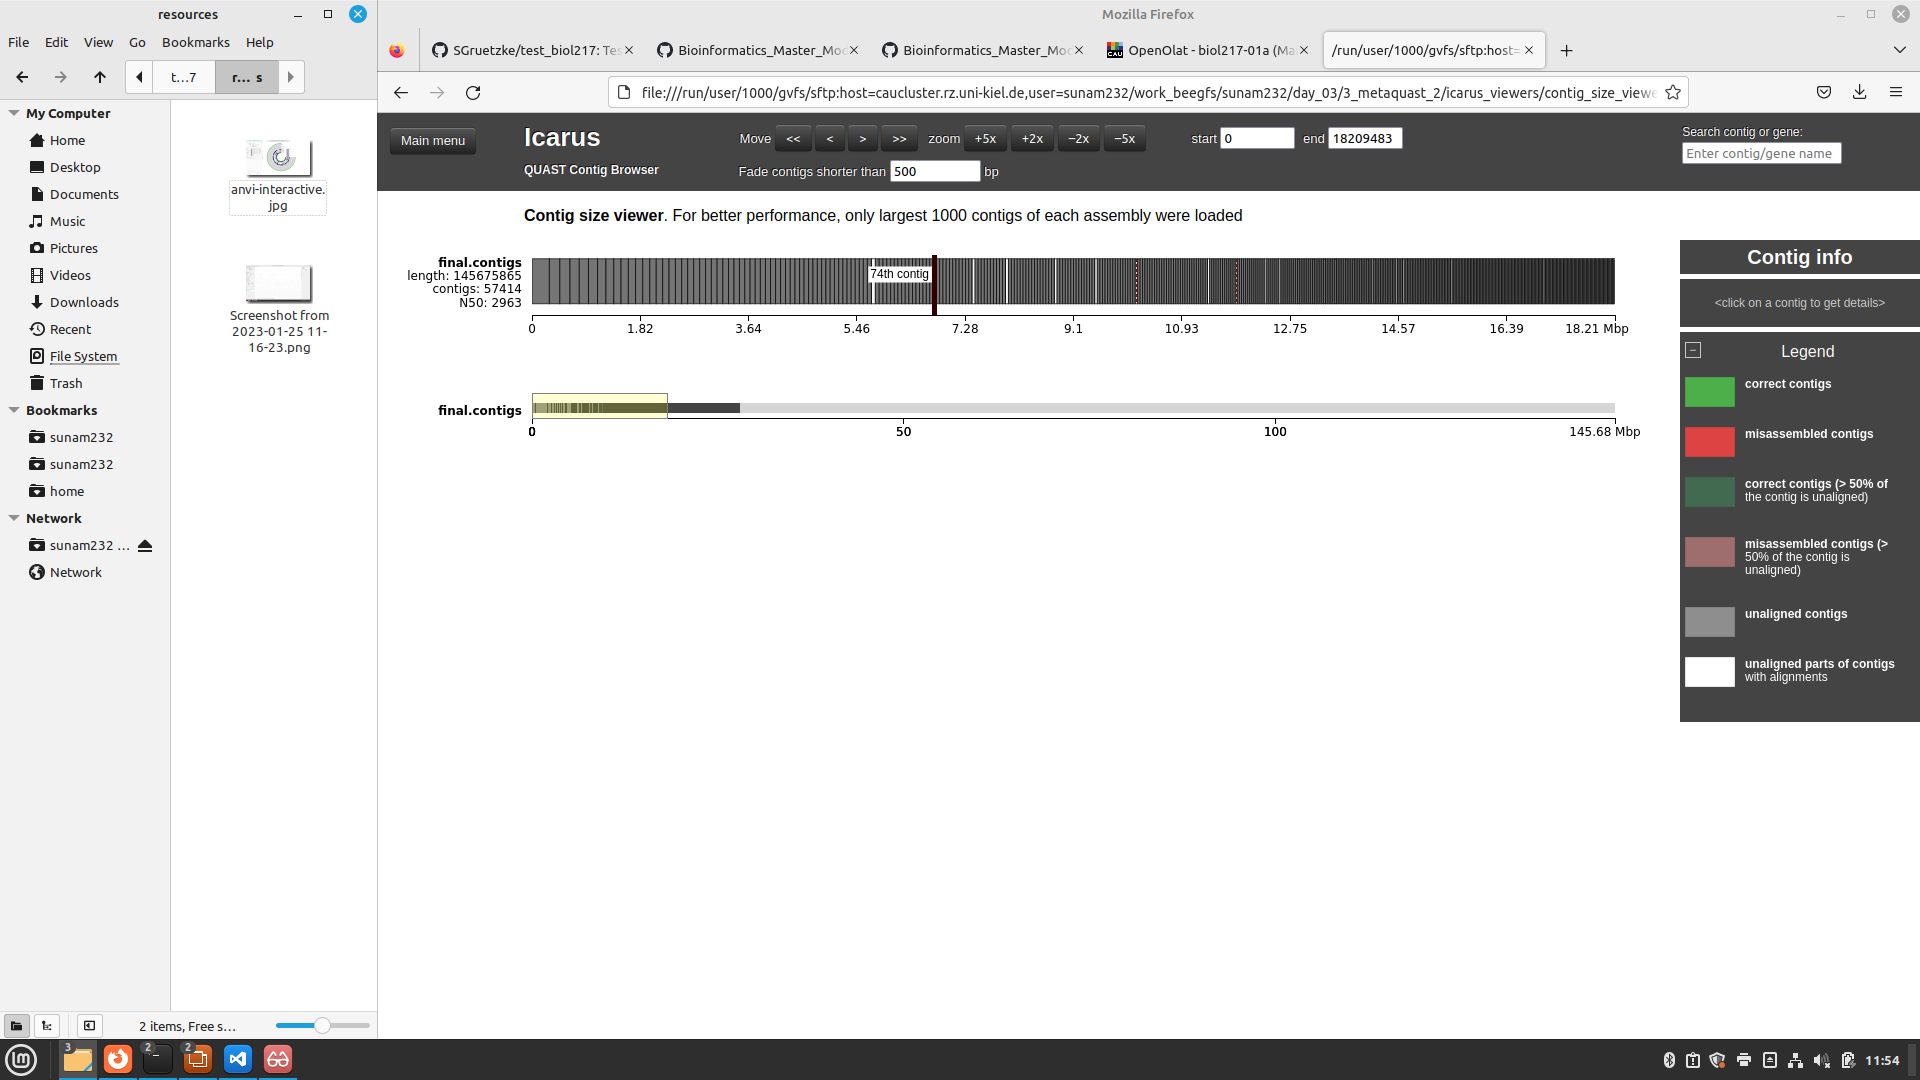 resources
File Edit View Go Bookmarks Help
t...7
r... s
My Computer
Home
Desktop
Documents
Music
Pictures
Videos
Downloads
Recent
File System
Trash
Bookmarks
sunam232
sunam232
home
Network
sunam232 ...
Network
anvi-interactive.
jpg
Screenshot from
2023-01-25 11-
16-23.png
2 items, Free s...
Mozilla Firefox
SGruetzke/test_biol217: Tes
Bioinformatics_Master_Mod
Bioinformatics_Master_Mod
OpenOlat - biol217-01a (Ma
/run/user/1000/gvfs/sftp:host=
file:///run/user/1000/gvfs/sftp:host=caucluster.rz.uni-kiel.de,user=sunam232/work_beegfs/sunam232/day_03/3_metaquast_2/icarus_viewers/contig_size_viewe
Main menu
Icarus
QUAST Contig Browser
Move << < > >> zoom +5x +2x −2x −5x start 0 end 18209483
Fade contigs shorter than 500 bp
Search contig or gene:
Enter contig/gene name
Contig size viewer. For better performance, only largest 1000 contigs of each assembly were loaded
final.contigs
length: 145675865
contigs: 57414
N50: 2963
74th contig
0 1.82 3.64 5.46 7.28 9.1 10.93 12.75 14.57 16.39 18.21 Mbp
final.contigs
0 50 100 145.68 Mbp
Contig info
<click on a contig to get details>
Legend
correct contigs
misassembled contigs
correct contigs (> 50% of
the contig is unaligned)
misassembled contigs (>
50% of the contig is
unaligned)
unaligned contigs
unaligned parts of contigs
with alignments
lm
3
2
2
11:54